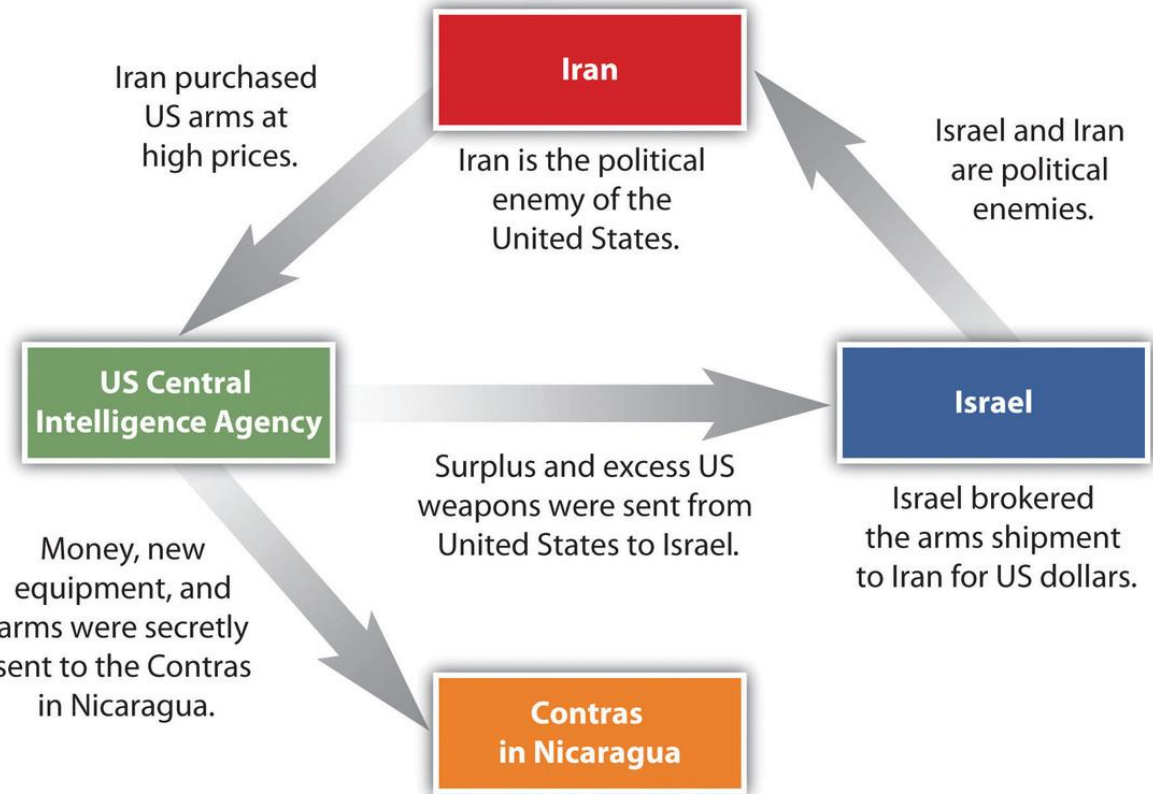 Iran
Iran purchased
US arms at
high prices.
Iran is the political
enemy of the
United States.
Israel and Iran
are political
enemies.
US Central
Intelligence Agency
Israel
Surplus and excess US
weapons were sent from
United States to Israel.
Israel brokered
the arms shipment
to Iran for US dollars.
Money, new
equipment, and
arms were secretly
sent to the Contras
in Nicaragua.
Contras
in Nicaragua